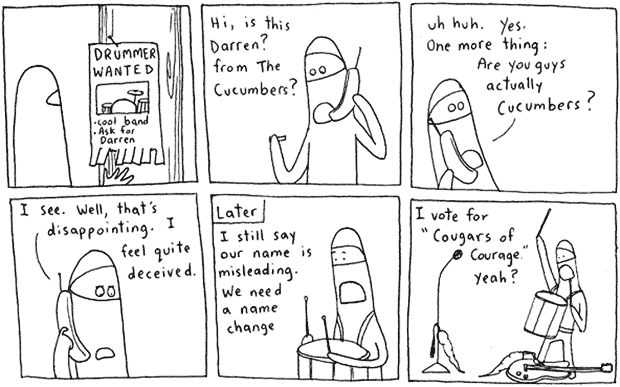 DRUMMER
WANTED
• cool band
• Ask for
Darren
Hi, is this
Darren?
from The
Cucumbers?
uh huh. Yes.
One more thing:
Are you guys
actually
Cucumbers?
I see. Well, that's
disappointing. I
feel quite
deceived.
Later
I still say
our name is
misleading.
We need
a name
change
I vote for
"Cougars of
Courage."
Yeah?